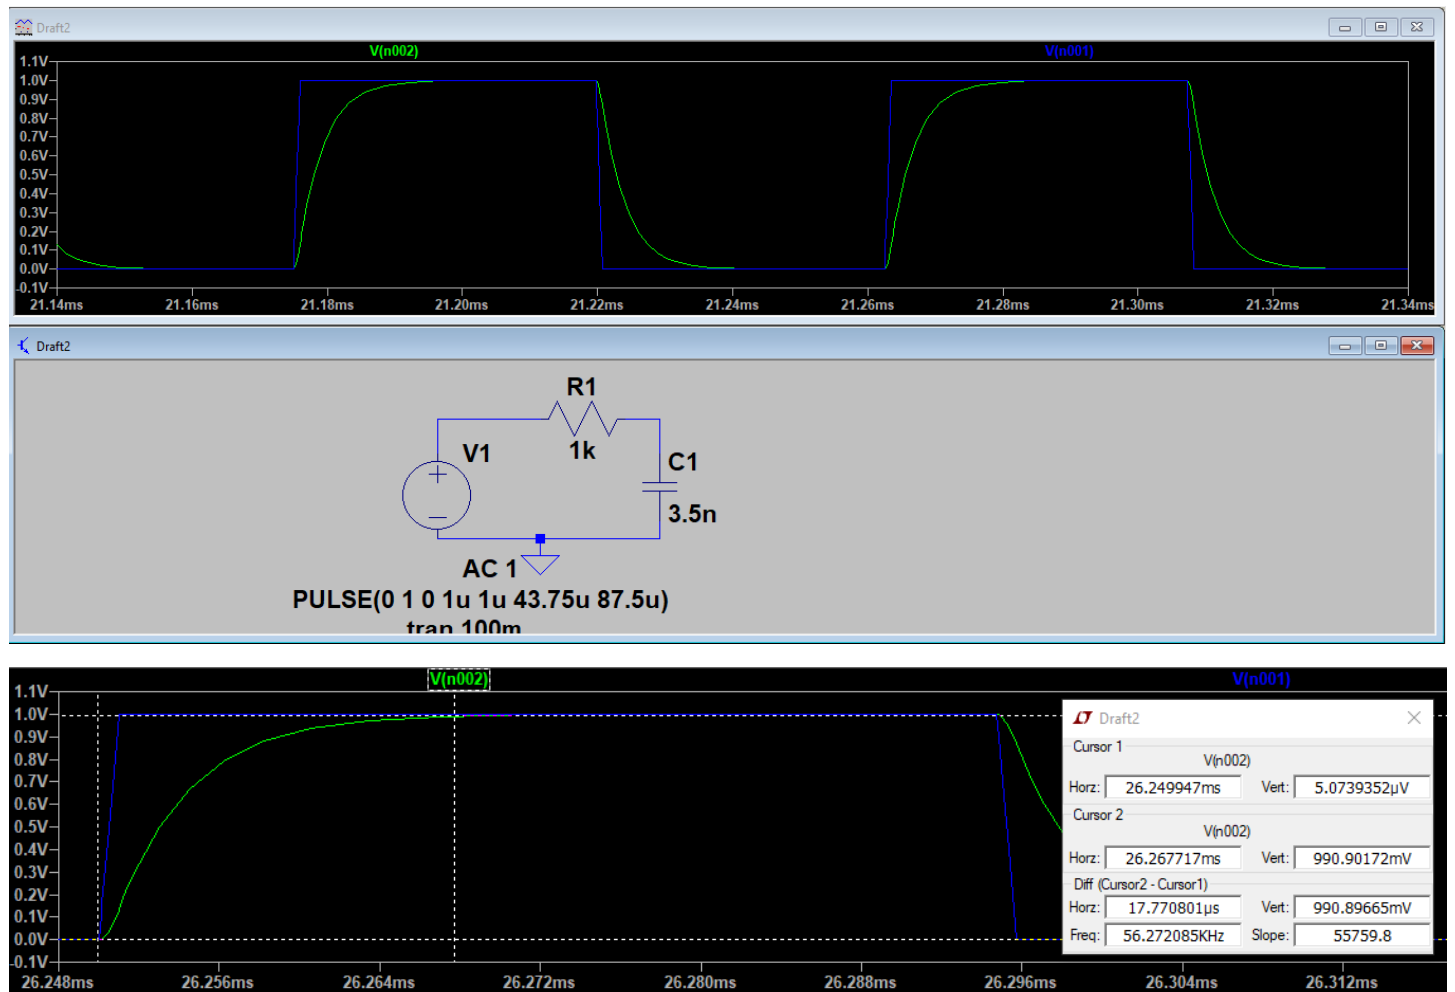 Draft2
V(n002) V(n001)
1.1V
1.0V
0.9V
0.8V
0.7V
0.6V
0.5V
0.4V
0.3V
0.2V
0.1V
0.0V
-0.1V
21.14ms 21.16ms 21.18ms 21.20ms 21.22ms 21.24ms 21.26ms 21.28ms 21.30ms 21.32ms 21.34ms
Draft2
R1
1k
V1
C1
3.5n
AC 1
PULSE(0 1 0 1u 1u 43.75u 87.5u)
tran 100m
V(n002) V(n001)
1.1V
1.0V
0.9V
0.8V
0.7V
0.6V
0.5V
0.4V
0.3V
0.2V
0.1V
0.0V
-0.1V
26.248ms 26.256ms 26.264ms 26.272ms 26.280ms 26.288ms 26.296ms 26.304ms 26.312ms
Draft2
Cursor 1
V(n002)
Horz: 26.249947ms Vert: 5.0739352µV
Cursor 2
V(n002)
Horz: 26.267717ms Vert: 990.90172mV
Diff (Cursor2 - Cursor1)
Horz: 17.770801µs Vert: 990.89665mV
Freq: 56.272085KHz Slope: 55759.8